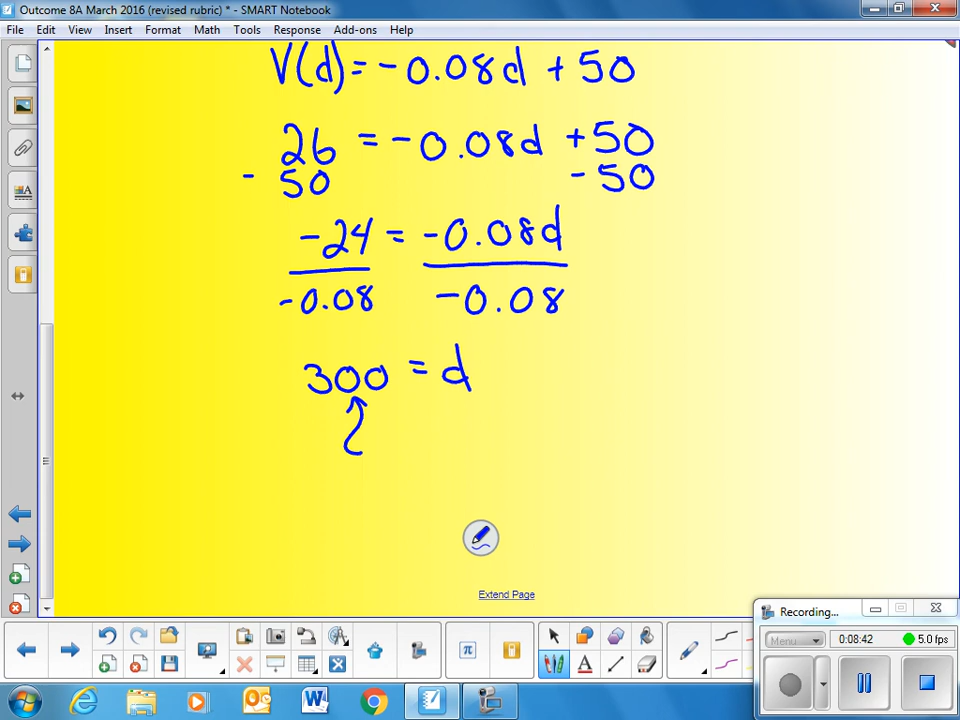 Outcome 8A March 2016 (revised rubric) * - SMART Notebook
File Edit View Insert Format Math Tools Response Add-ons Help
V(d)=-0.08d + 50
26 = -0.08d +50
- 50 - 50
-24 = -0.08d
-0.08 -0.08
300 = d
Extend Page
Recording...
Menu 0:08:42 5.0 fps